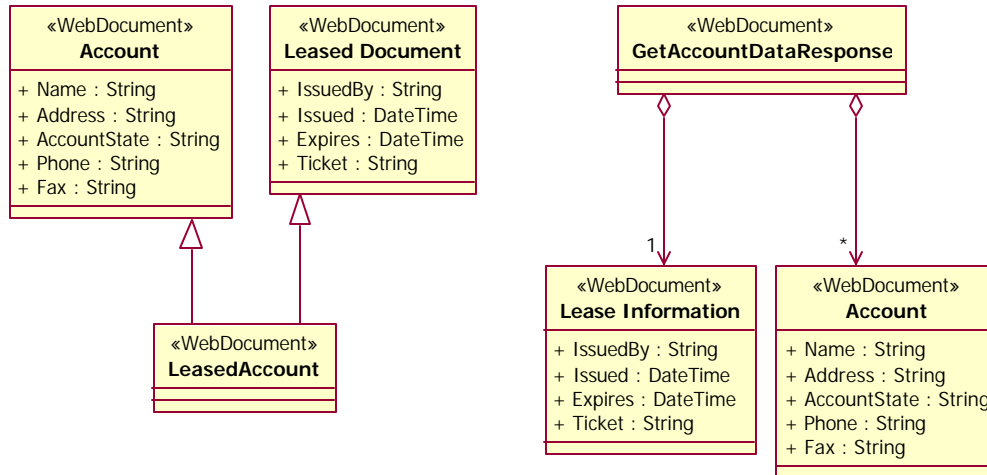 «WebDocument»
Account
+ Name : String
+ Address : String
+ AccountState : String
+ Phone : String
+ Fax : String
«WebDocument»
Leased Document
+ IssuedBy : String
+ Issued : DateTime
+ Expires : DateTime
+ Ticket : String
«WebDocument»
LeasedAccount
«WebDocument»
GetAccountDataResponse
1
*
«WebDocument»
Lease Information
+ IssuedBy : String
+ Issued : DateTime
+ Expires : DateTime
+ Ticket : String
«WebDocument»
Account
+ Name : String
+ Address : String
+ AccountState : String
+ Phone : String
+ Fax : String